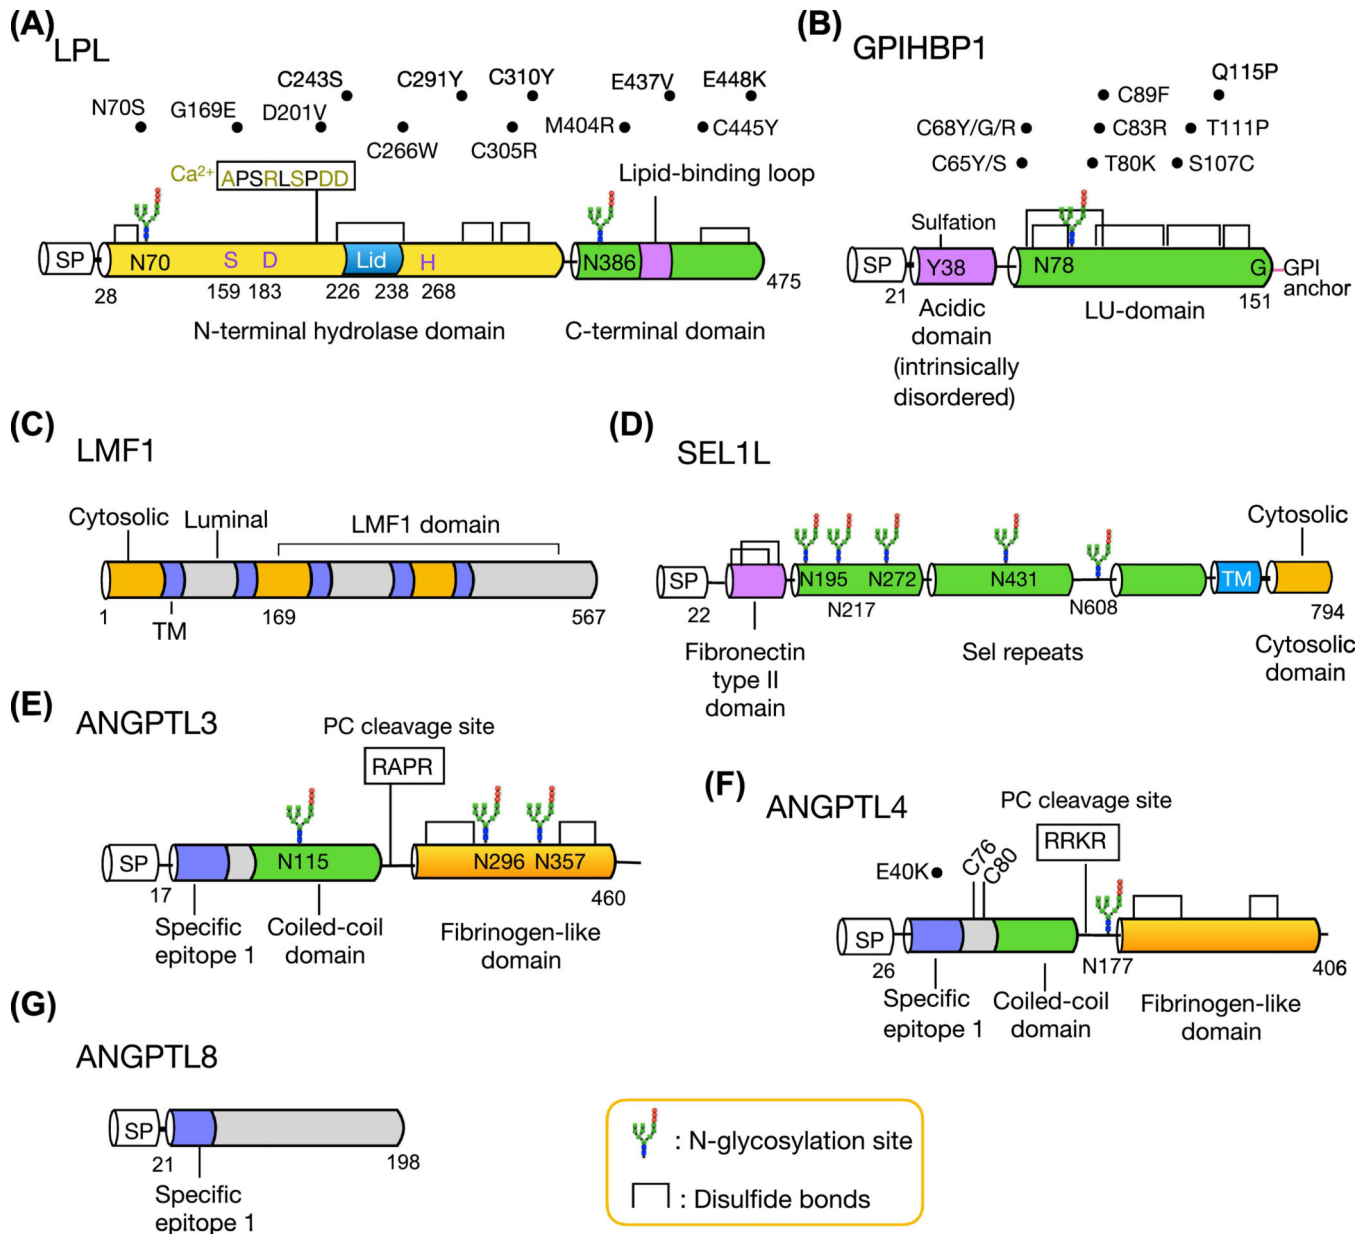 (A)
LPL
C243S
C291Y
C310Y
E437V
E448K
N70S
G169E
D201V
M404R
C445Y
C266W
C305R
Ca2+
APSRLSPDD
Lipid-binding loop
SP
N70
S
D
Lid
H
N386
28
159
183
226
238
268
475
N-terminal hydrolase domain
C-terminal domain
(B)
GPIHBP1
Q115P
C89F
C68Y/G/R
C83R
T111P
C65Y/S
T80K
S107C
Sulfation
SP
Y38
N78
G
GPI
anchor
21
151
Acidic
domain
(intrinsically
disordered)
LU-domain
(C)
LMF1
Cytosolic
Luminal
LMF1 domain
1
TM
169
567
(D)
SEL1L
Cytosolic
SP
N195
N272
N431
TM
22
N217
N608
794
Fibronectin
type II
domain
Sel repeats
Cytosolic
domain
(E)
ANGPTL3
PC cleavage site
RAPR
SP
N115
N296
N357
17
460
Specific
epitope 1
Coiled-coil
domain
Fibrinogen-like
domain
(F)
ANGPTL4
PC cleavage site
RRKR
E40K
C76
C80
SP
26
N177
406
Specific
epitope 1
Coiled-coil
domain
Fibrinogen-like
domain
(G)
ANGPTL8
SP
21
198
Specific
epitope 1
: N-glycosylation site
: Disulfide bonds